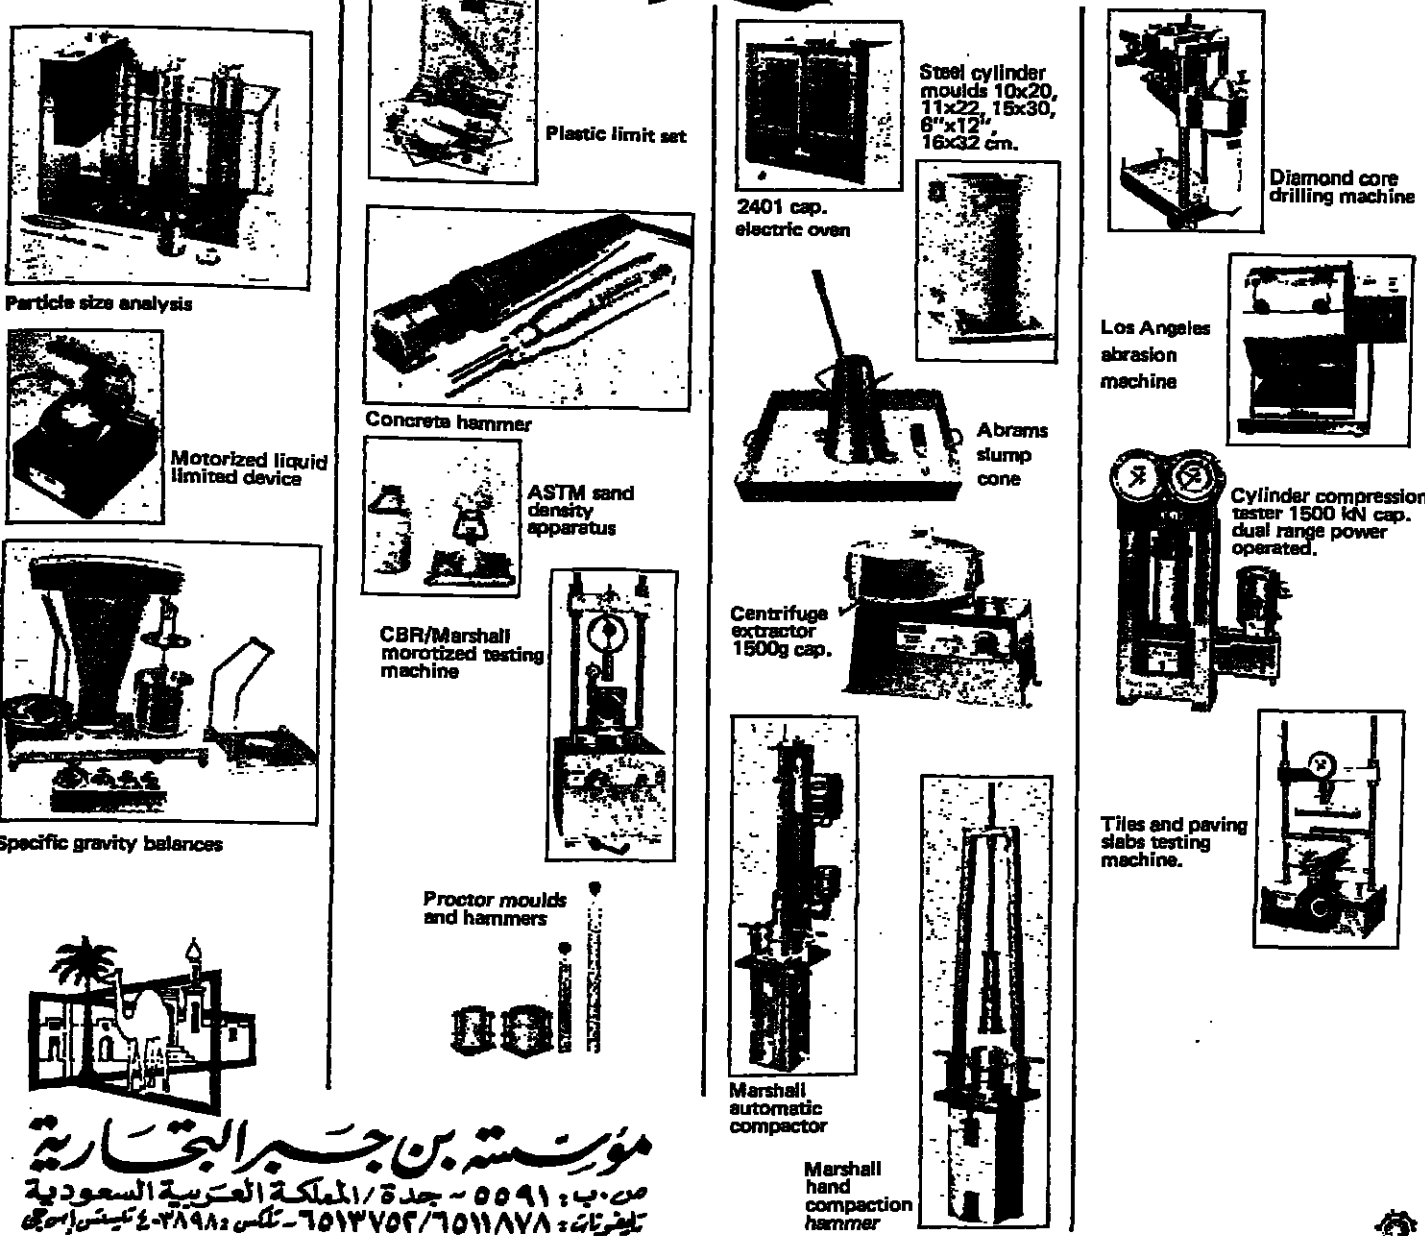 Particle size analysis
Motorized liquid
limited device
Specific gravity balances
Plastic limit set
Concrete hammer
ASTM sand
density
apparatus
CBR/Marshall
morotized testing
machine
Proctor moulds
and hammers
2401 cap.
electric oven
Steel cylinder
moulds 10x20,
11x22, 15x30,
6"x12",
16x32 cm.
Abrams
slump
cone
Centrifuge
extractor
1500g cap.
Marshall
automatic
compactor
Marshall
hand
compaction
hammer
Diamond core
drilling machine
Los Angeles
abrasion
machine
Cylinder compression
tester 1500 kN cap.
dual range power
operated.
Tiles and paving
slabs testing
machine.
مؤسسة بن جبر التجارية
ص.ب: ٥٥٩١ - جدة / المملكة العربية السعودية
تليفونات: ٦٥١١٨٧٨/٦٥١٣٧٥٢ - تلكس